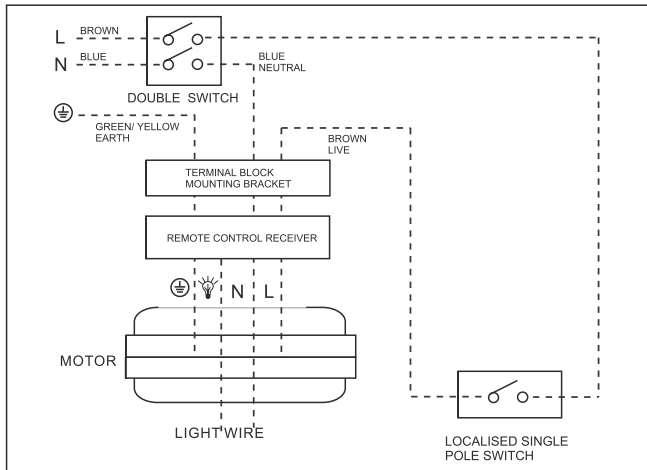 L BROWN
N BLUE
BLUE
NEUTRAL
DOUBLE SWITCH
GREEN/ YELLOW
EARTH
BROWN
LIVE
TERMINAL BLOCK
MOUNTING BRACKET
REMOTE CONTROL RECEIVER
N L
MOTOR
LIGHT WIRE
LOCALISED SINGLE
POLE SWITCH